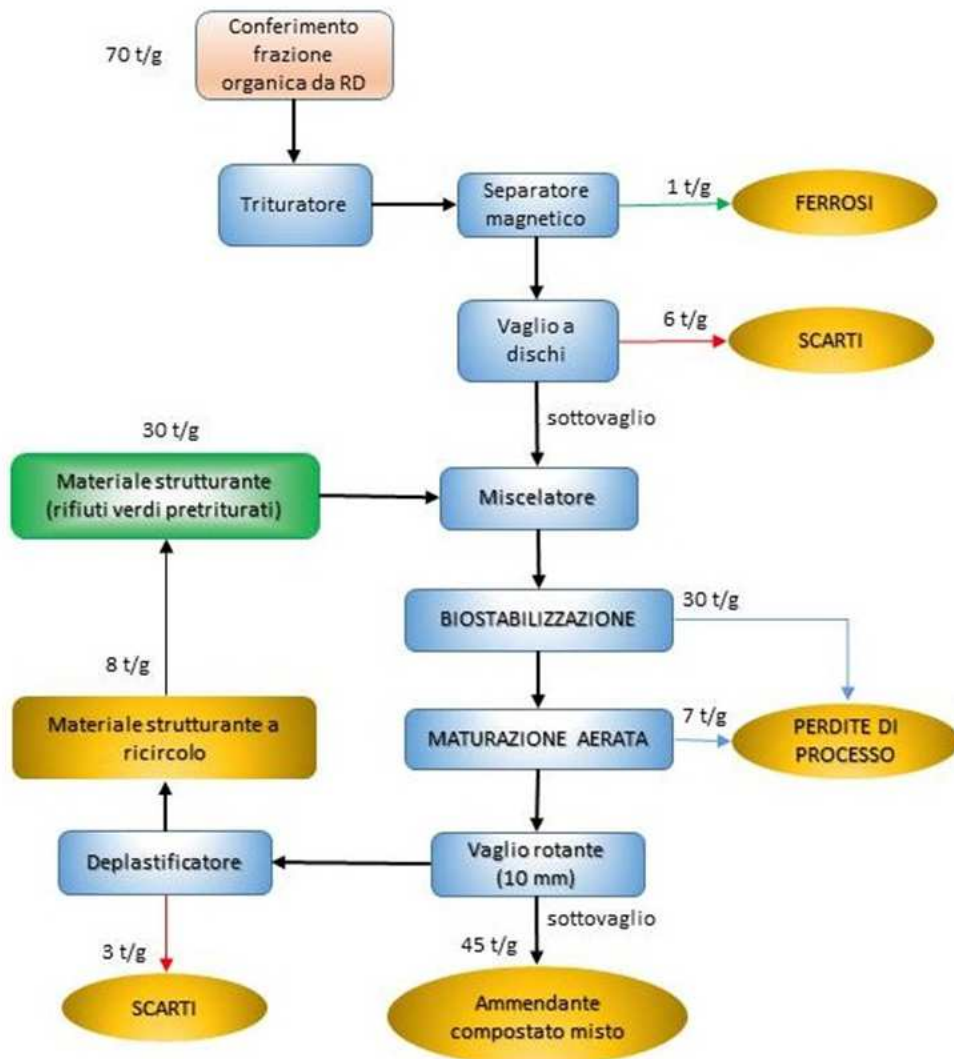 70 t/g
Conferimento
frazione
organica da RD
Trituratore
Separatore
magnetico
1 t/g
FERROSI
Vaglio a
dischi
6 t/g
SCARTI
sottovaglio
30 t/g
Materiale strutturante
(rifiuti verdi pretriturati)
Miscelatore
BIOSTABILIZZAZIONE
30 t/g
8 t/g
Materiale strutturante a
ricircolo
MATURAZIONE AERATA
7 t/g
PERDITE DI
PROCESSO
Deplastificatore
Vaglio rotante
(10 mm)
sottovaglio
3 t/g
45 t/g
SCARTI
Ammendante
compostato misto